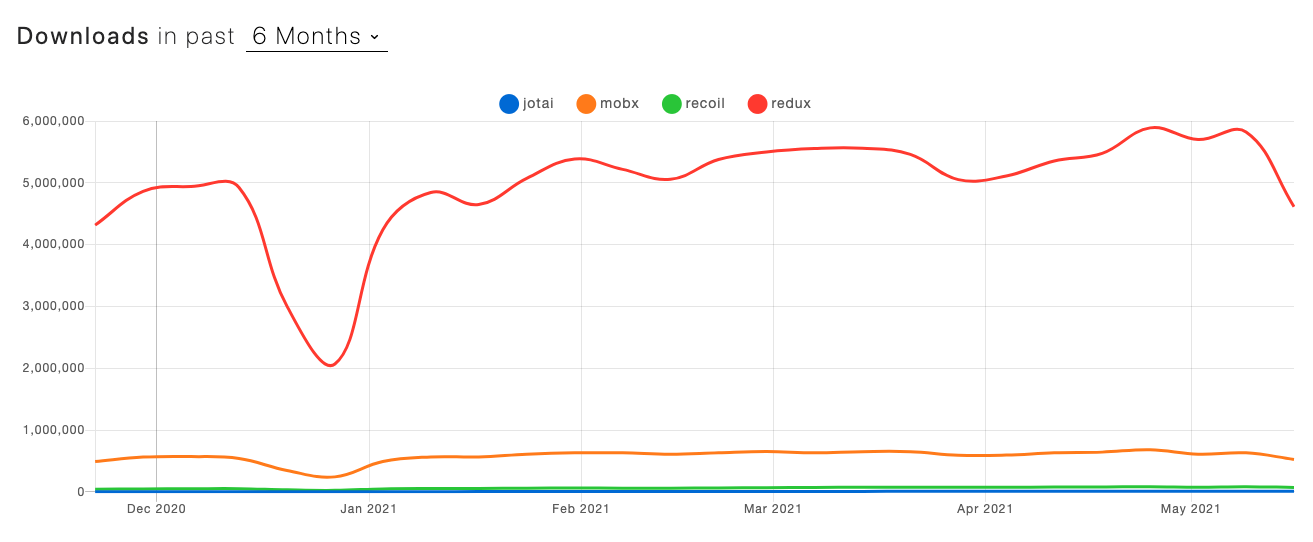 Downloads in past 6 Months
jotai mobx recoil redux
6,000,000
5,000,000
4,000,000
3,000,000
2,000,000
1,000,000
0
Dec 2020 Jan 2021 Feb 2021 Mar 2021 Apr 2021 May 2021